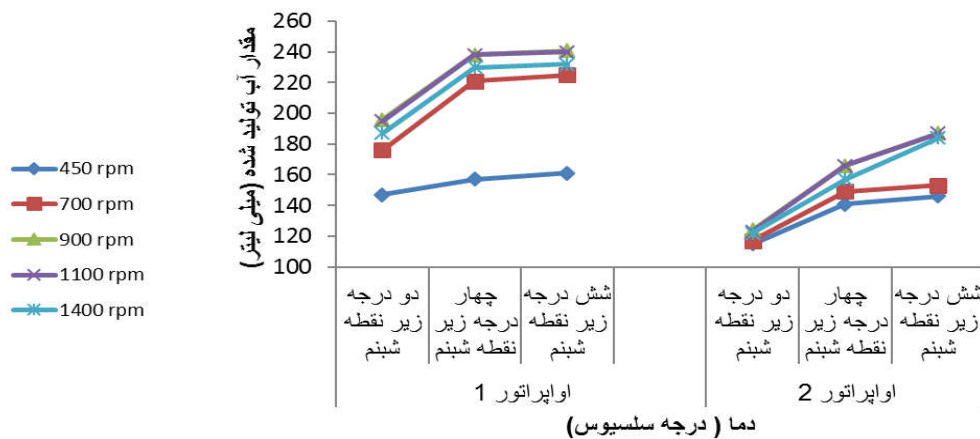 260
240
220
200
180
160
140
120
100
مقدار آب تولید شده (میلی لیتر)
450 rpm
700 rpm
900 rpm
1100 rpm
1400 rpm
دو درجه
زیر نقطه
شبنم
چهار
درجه زیر
نقطه شبنم
شش درجه
زیر نقطه
شبنم
دو درجه
زیر نقطه
شبنم
چهار
درجه زیر
نقطه شبنم
شش درجه
زیر نقطه
شبنم
اواپراتور 1
اواپراتور 2
دما ( درجه سلسیوس)